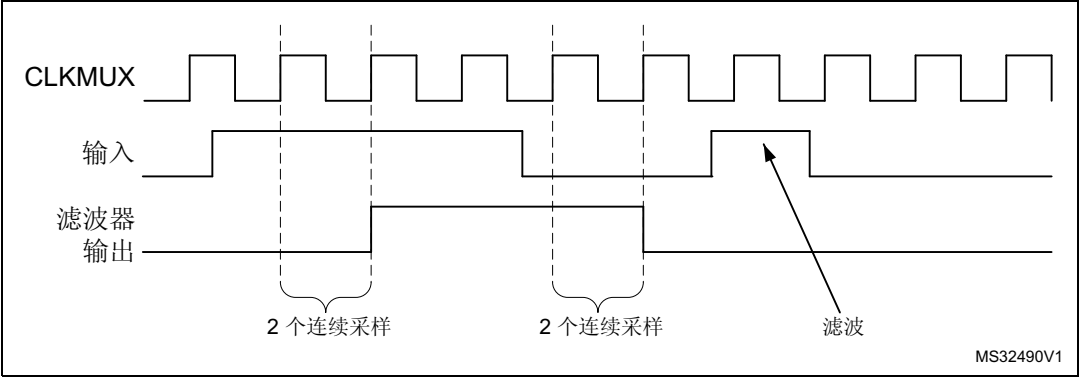 CLKMUX
输入
滤波器
输出
2 个连续采样
2 个连续采样
滤波
MS32490V1